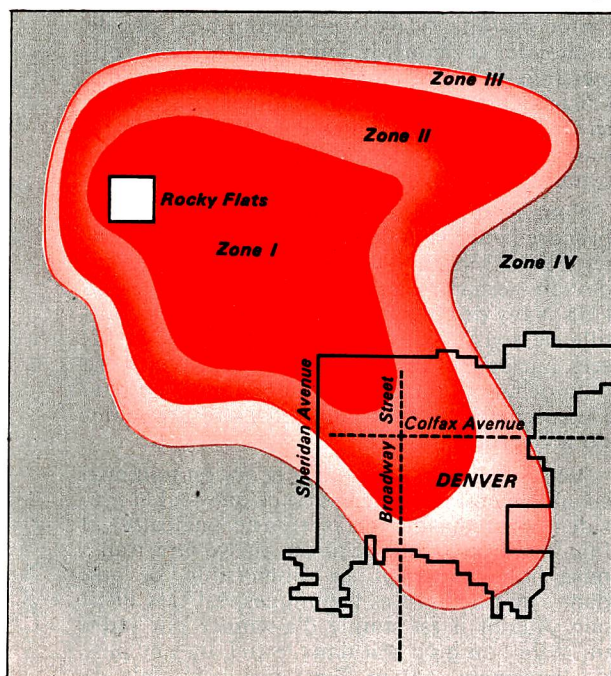 Zone III
Zone II
Rocky Flats
Zone I
Zone IV
Sheridan Avenue
Broadway Street
Colfax Avenue
DENVER